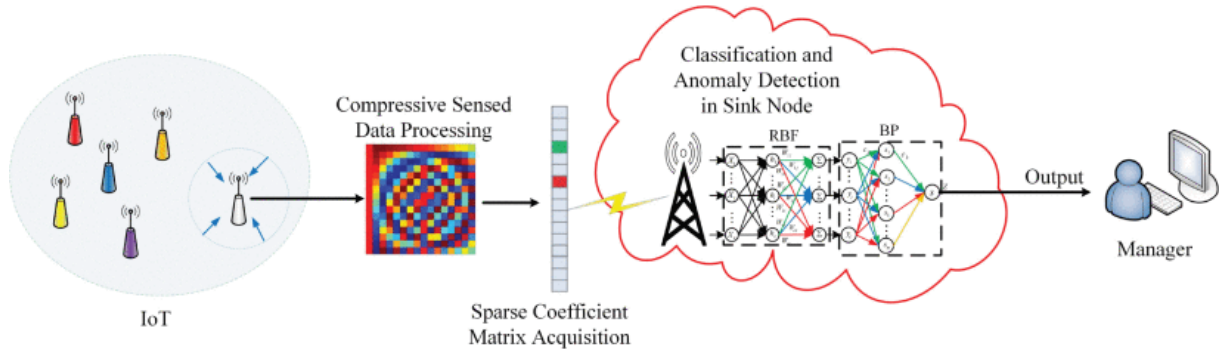 IoT
Compressive Sensed
Data Processing
Sparse Coefficient
Matrix Acquisition
Classification and
Anomaly Detection
in Sink Node
RBF
BP
Output
Manager